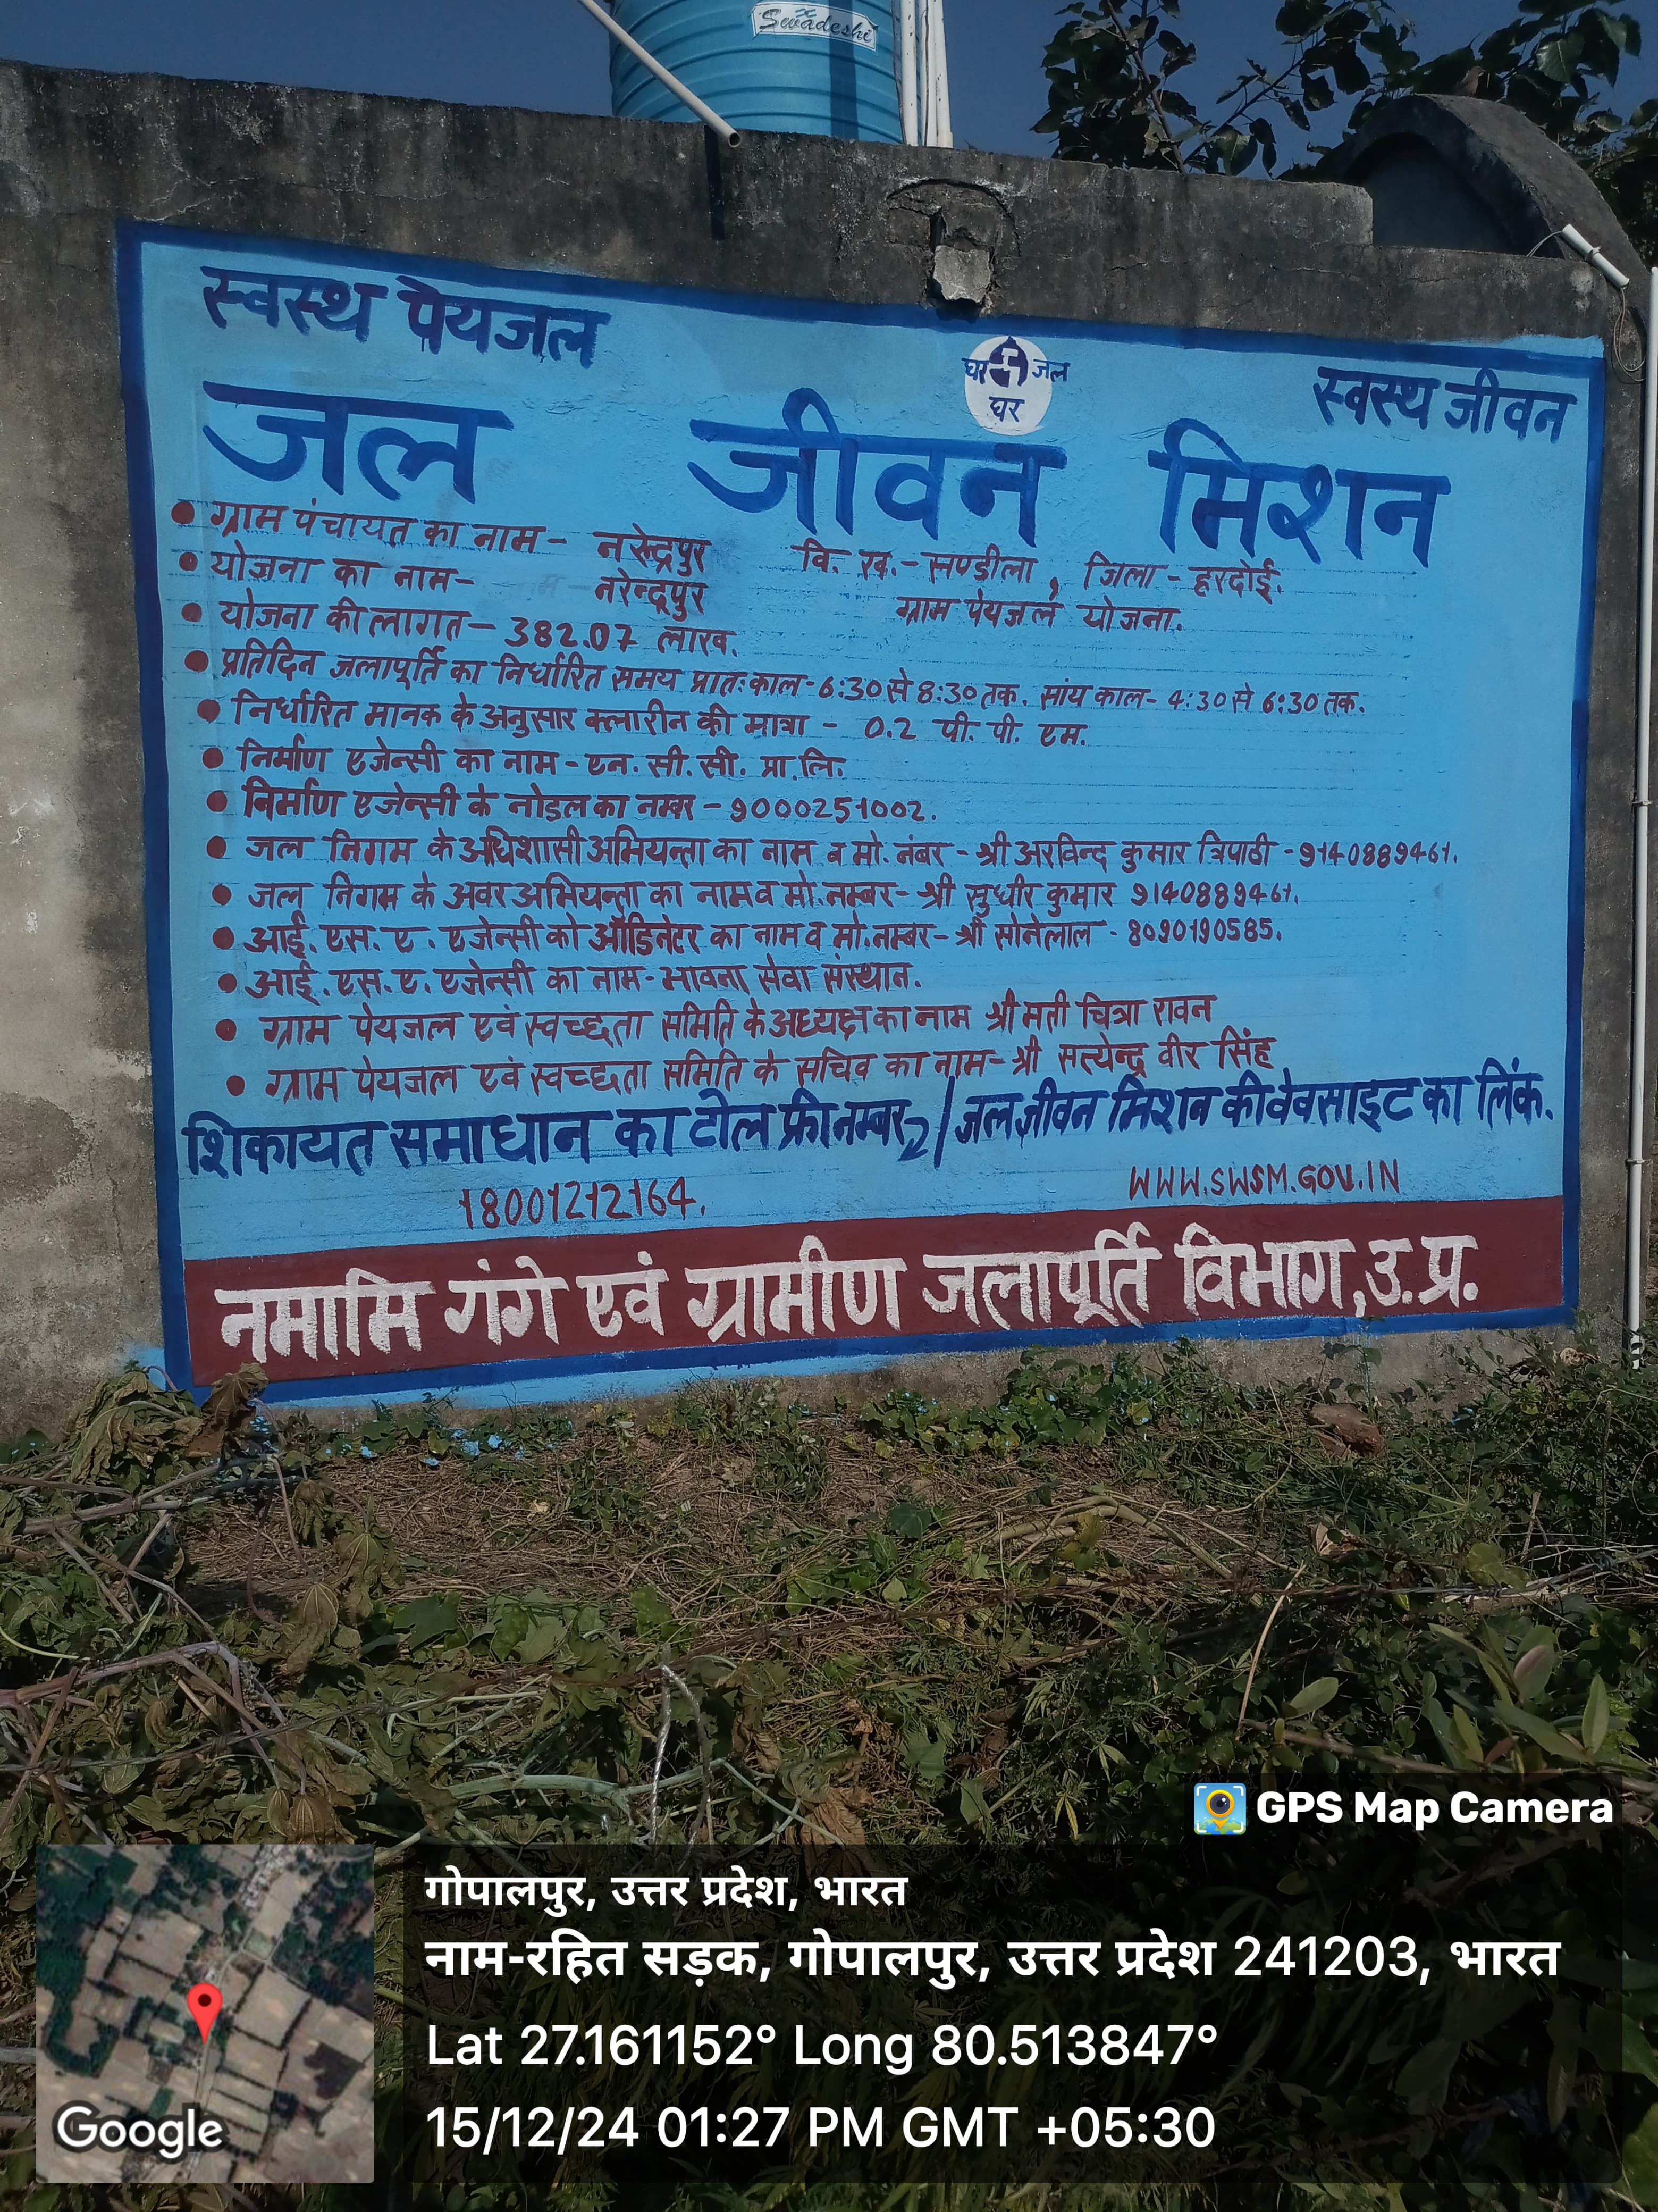 Swadeshi
स्वस्थ पेयजल
घर जल
घर
स्वस्थ जीवन
जल जीवन मिशन
• ग्राम पंचायत का नाम - नरेन्द्रपुर वि. ख.- सण्डीला, जिला - हरदोई.
• योजना का नाम- नरेन्द्रपुर ग्राम पेयजल योजना.
• योजना की लागत - 382.07 लाख.
• प्रतिदिन जलापूर्ति का निर्धारित समय प्रातःकाल - 6:30 से 8:30 तक. सांय काल- 4:30 से 6:30 तक.
• निर्धारित मानक के अनुसार क्लारीन की मात्रा - 0.2 पी. पी. एम.
• निर्माण एजेन्सी का नाम - एन. सी. सी. प्रा. लि.
• निर्माण एजेन्सी के नोडल का नम्बर - 9000251002.
• जल निगम के अधिशासी अभियन्ता का नाम व मो. नंबर - श्री अरविन्द कुमार त्रिपाठी - 9140889461.
• जल निगम के अवर अभियन्ता का नाम व मो. नम्बर- श्री सुधीर कुमार 9140889461.
• आई. एस. ए. एजेन्सी को ऑडिनेटर का नाम व मो. नम्बर- श्री सोनेलाल - 8090190585.
• आई. एस. ए. एजेन्सी का नाम- भावना सेवा संस्थान.
• ग्राम पेयजल एवं स्वच्छता समिति के अध्यक्ष का नाम श्री मती चित्रा रावन
• ग्राम पेयजल एवं स्वच्छता समिति के सचिव का नाम- श्री सत्येन्द्र वीर सिंह
शिकायत समाधान का टोल फ्री नम्बर / जल जीवन मिशन की वेबसाइट का लिंक.
18001212164. WWW.SWSM.GOV.IN
नमामि गंगे एवं ग्रामीण जलापूर्ति विभाग, उ. प्र.
GPS Map Camera
गोपालपुर, उत्तर प्रदेश, भारत
नाम-रहित सड़क, गोपालपुर, उत्तर प्रदेश 241203, भारत
Lat 27.161152° Long 80.513847°
15/12/24 01:27 PM GMT +05:30
Google